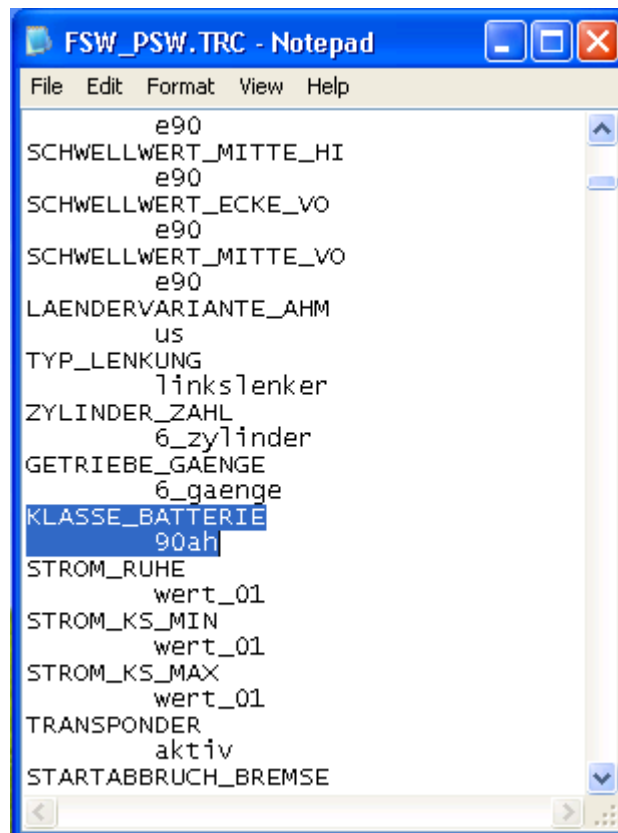 FSW_PSW.TRC - Notepad
File Edit Format View Help
e90
SCHWELLWERT_MITTE_HI
e90
SCHWELLWERT_ECKE_VO
e90
SCHWELLWERT_MITTE_VO
e90
LAENDERVARIANTE_AHM
us
TYP_LENKUNG
linkslenker
ZYLINDER_ZAHL
6_zylinder
GETRIEBE_GAENGE
6_gaenge
KLASSE_BATTERIE
90ah
STROM_RUHE
wert_01
STROM_KS_MIN
wert_01
STROM_KS_MAX
wert_01
TRANSPONDER
aktiv
STARTABBRUCH_BREMSE